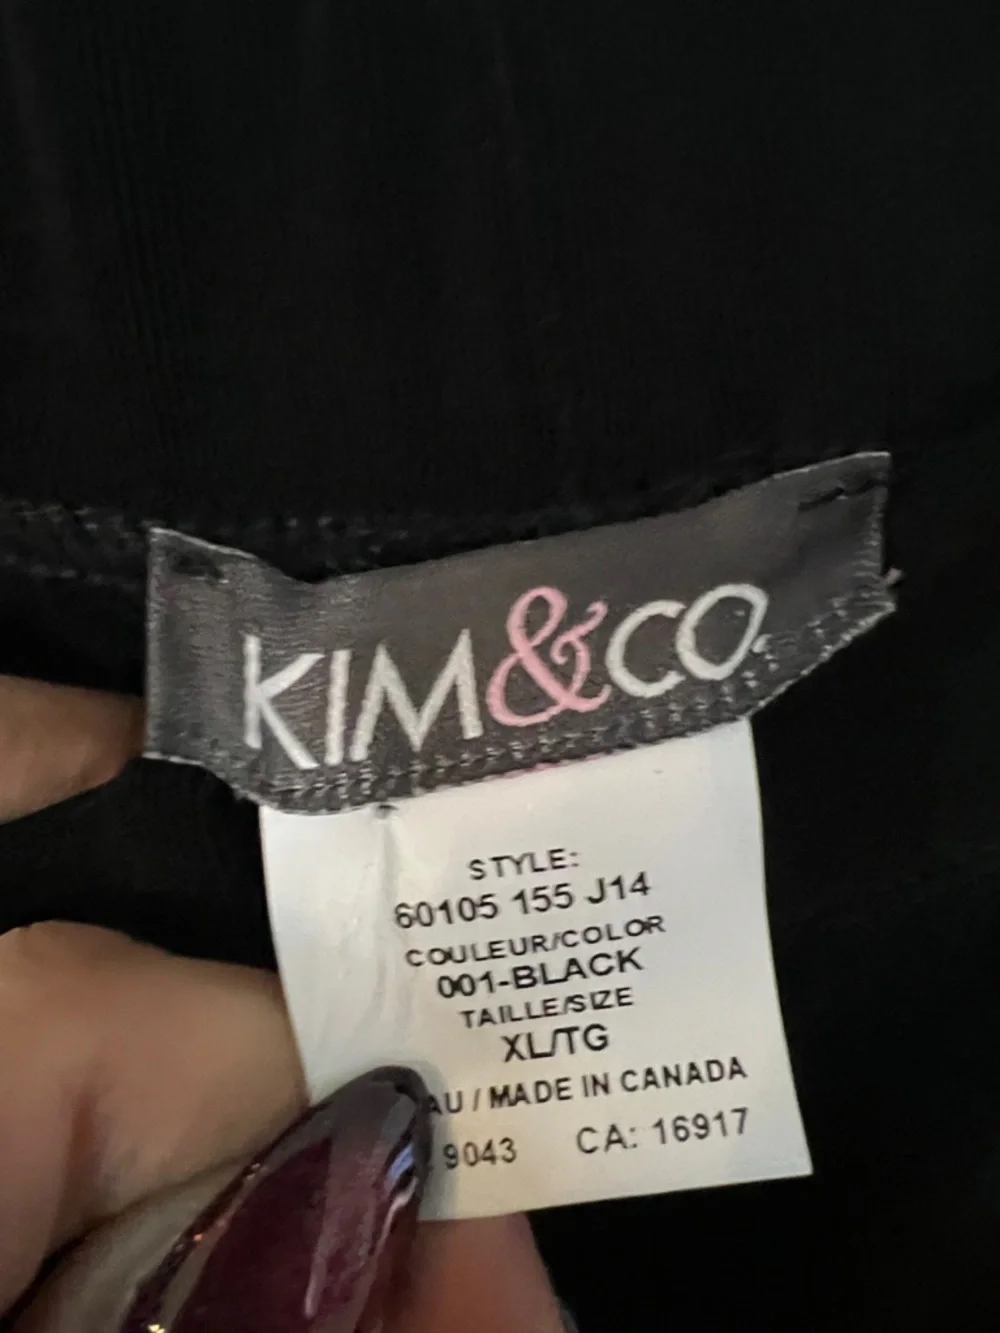 KIM&CO.
STYLE:
60105 155 J14
COULEUR/COLOR
001-BLACK
TAILLE/SIZE
XL/TG
AU / MADE IN CANADA
9043 CA: 16917